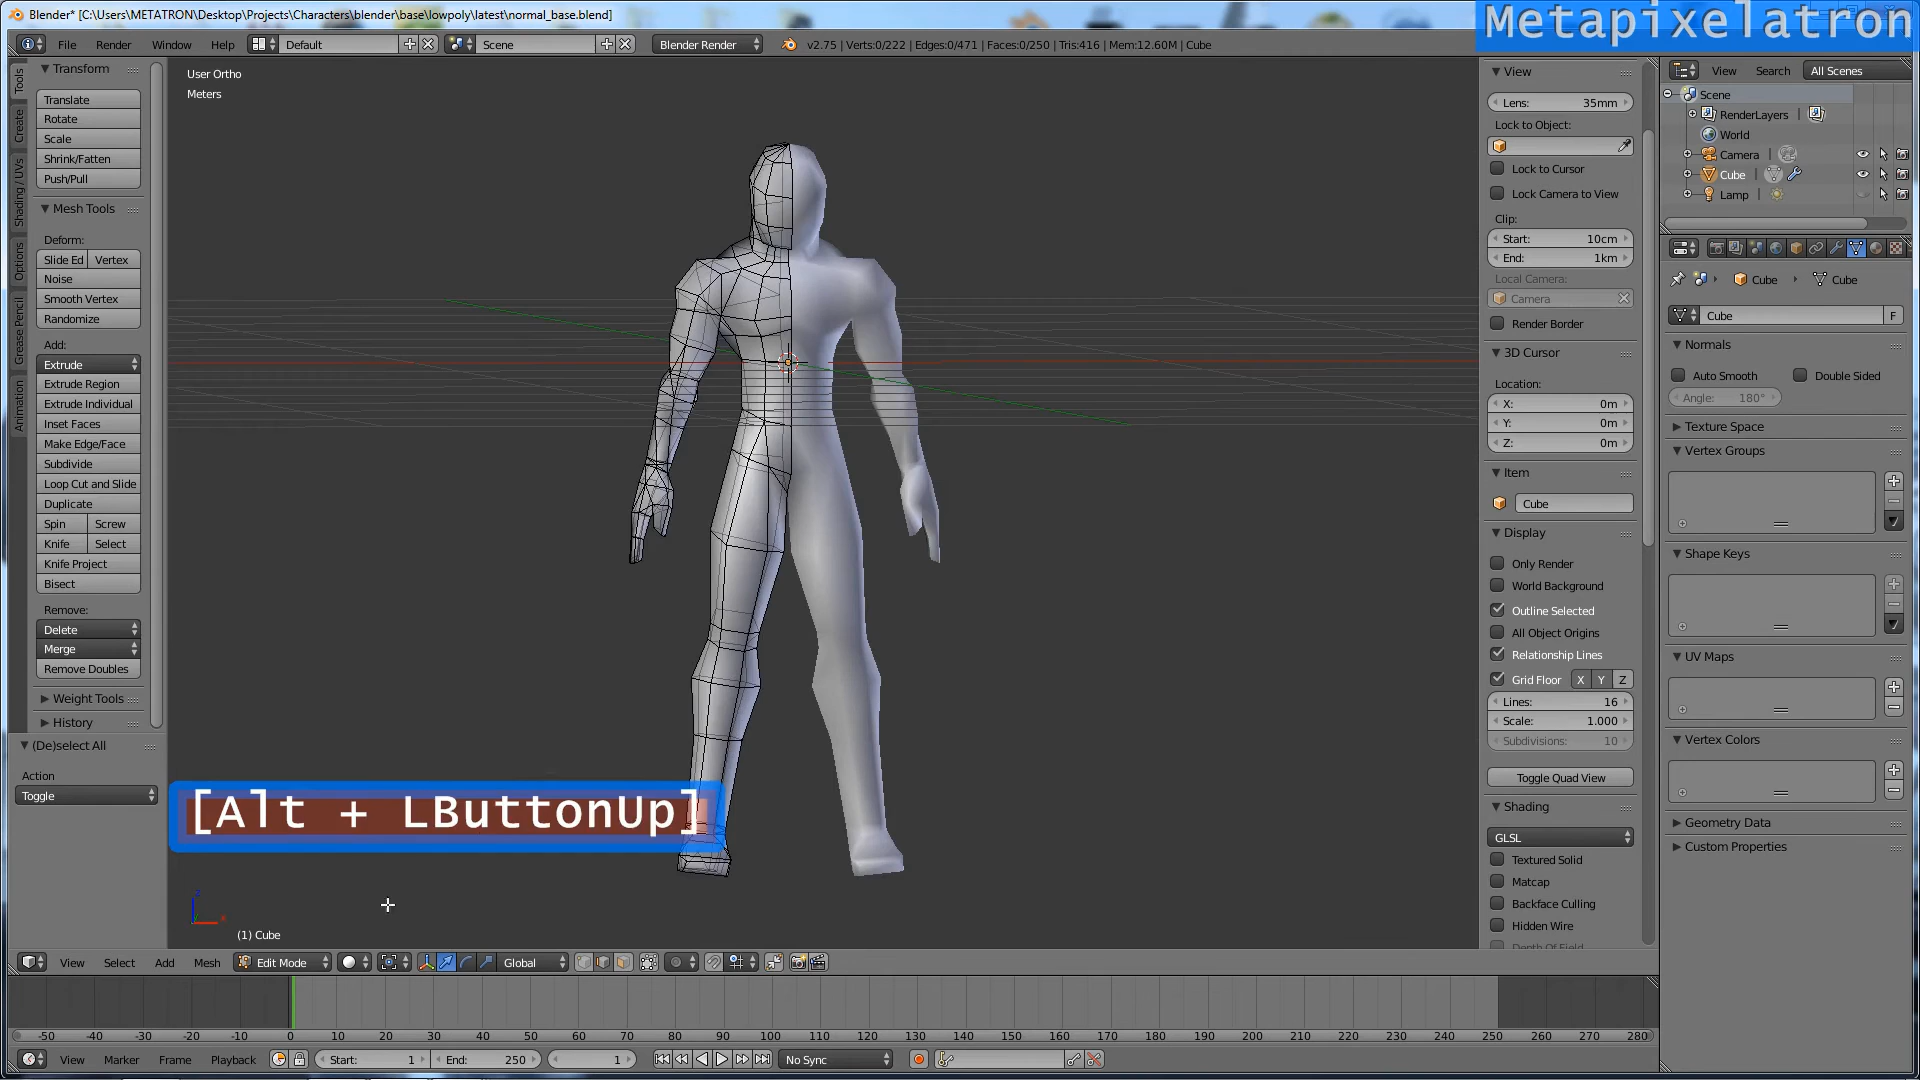 Blender* [C:\Users\METATRON\Desktop\Projects\Characters\blender\base\lowpoly\latest\normal_base.blend]
Metapixelatron
File Render Window Help Default Scene Blender Render v2.75 | Verts:0/222 | Edges:0/471 | Faces:0/250 | Tris:416 | Mem:12.60M | Cube
Tools
Create
Shading / UVs
Options
Grease Pencil
Animation
Transform
Translate
Rotate
Scale
Shrink/Fatten
Push/Pull
Mesh Tools
Deform:
Slide Ed Vertex
Noise
Smooth Vertex
Randomize
Add:
Extrude
Extrude Region
Extrude Individual
Inset Faces
Make Edge/Face
Subdivide
Loop Cut and Slide
Duplicate
Spin Screw
Knife Select
Knife Project
Bisect
Remove:
Delete
Merge
Remove Doubles
Weight Tools
History
(De)select All
Action
Toggle
User Ortho
Meters
[Alt + LButtonUp]
z
x
(1) Cube
View
Lens: 35mm
Lock to Object:
Lock to Cursor
Lock Camera to View
Clip:
Start: 10cm
End: 1km
Local Camera:
Camera
Render Border
3D Cursor
Location:
X: 0m
Y: 0m
Z: 0m
Item
Cube
Display
Only Render
World Background
Outline Selected
All Object Origins
Relationship Lines
Grid Floor X Y Z
Lines: 16
Scale: 1.000
Subdivisions: 10
Toggle Quad View
Shading
GLSL
Textured Solid
Matcap
Backface Culling
Hidden Wire
Depth Of Field
View Search All Scenes
Scene
RenderLayers
World
Camera
Cube
Lamp
Cube Cube
Cube F
Normals
Auto Smooth Double Sided
Angle: 180°
Texture Space
Vertex Groups
Shape Keys
UV Maps
Vertex Colors
Geometry Data
Custom Properties
View Select Add Mesh Edit Mode Global
-50 -40 -30 -20 -10 0 10 20 30 40 50 60 70 80 90 100 110 120 130 140 150 160 170 180 190 200 210 220 230 240 250 260 270 280
View Marker Frame Playback Start: 1 End: 250 1 No Sync